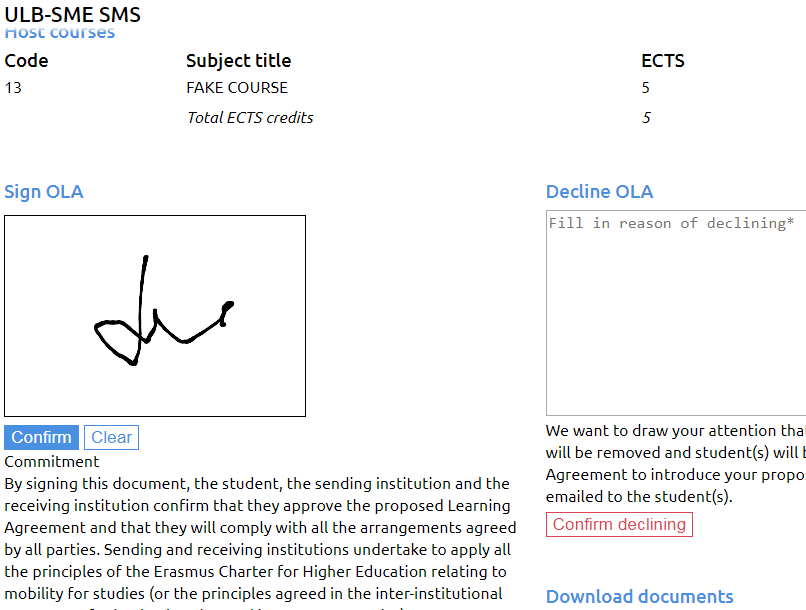 ULB-SME SMS
Host courses
Code Subject title ECTS
13 FAKE COURSE 5
Total ECTS credits 5
Sign OLA
Confirm Clear
Commitment
By signing this document, the student, the sending institution and the
receiving institution confirm that they approve the proposed Learning
Agreement and that they will comply with all the arrangements agreed
by all parties. Sending and receiving institutions undertake to apply all
the principles of the Erasmus Charter for Higher Education relating to
mobility for studies (or the principles agreed in the inter-institutional
Decline OLA
Fill in reason of declining*
We want to draw your attention that
will be removed and student(s) will
Agreement to introduce your
emailed to the student(s).
Confirm declining
Download documents